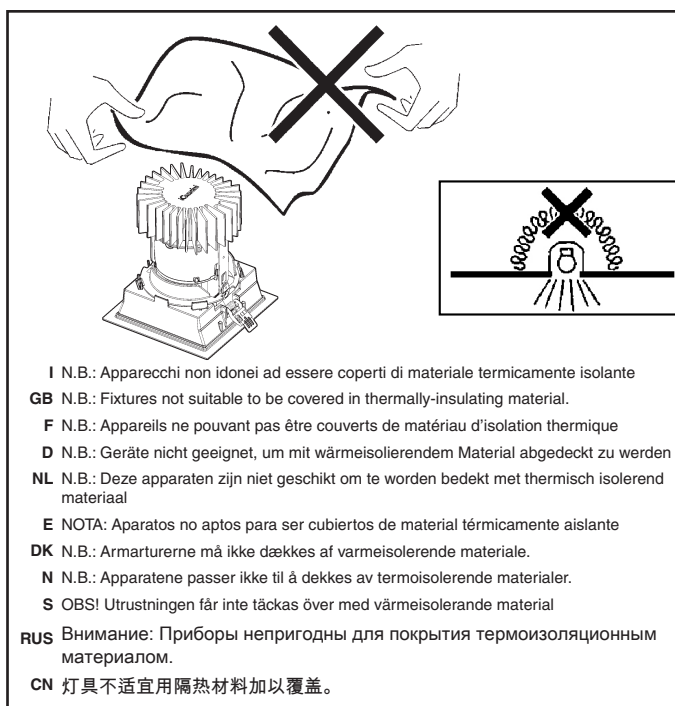 I N.B.: Apparecchi non idonei ad essere coperti di materiale termicamente isolante
GB N.B.: Fixtures not suitable to be covered in thermally-insulating material.
F N.B.: Appareils ne pouvant pas être couverts de matériau d'isolation thermique
D N.B.: Geräte nicht geeignet, um mit wärmeisolierendem Material abgedeckt zu werden
NL N.B.: Deze apparaten zijn niet geschikt om te worden bedekt met thermisch isolerend
materiaal
E NOTA: Aparatos no aptos para ser cubiertos de material térmicamente aislante
DK N.B.: Armarturerne må ikke dækkes af varmeisolerende materiale.
N N.B.: Apparatene passer ikke til å dekkes av termoisolerende materialer.
S OBS! Utrustningen får inte täckas över med värmeisolerande material
RUS Внимание: Приборы непригодны для покрытия термоизоляционным
материалом.
CN 灯具不适宜用隔热材料加以覆盖。